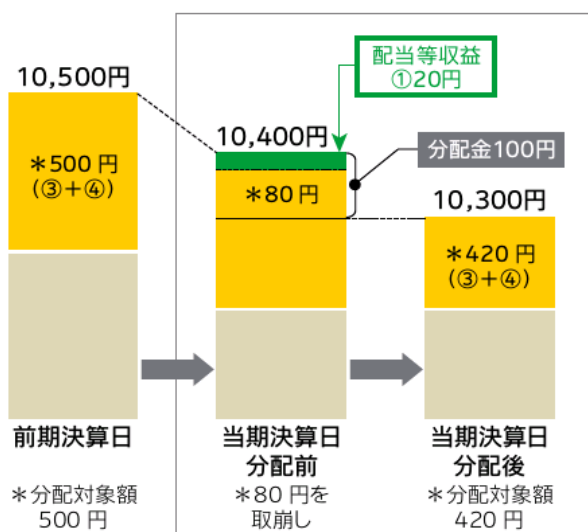 10,500円
＊500円
(③＋④)
前期決算日
＊分配対象額
500円
配当等収益
①20円
10,400円
分配金100円
＊80円
当期決算日
分配前
＊80円を
取崩し
10,300円
＊420円
(③＋④)
当期決算日
分配後
＊分配対象額
420円